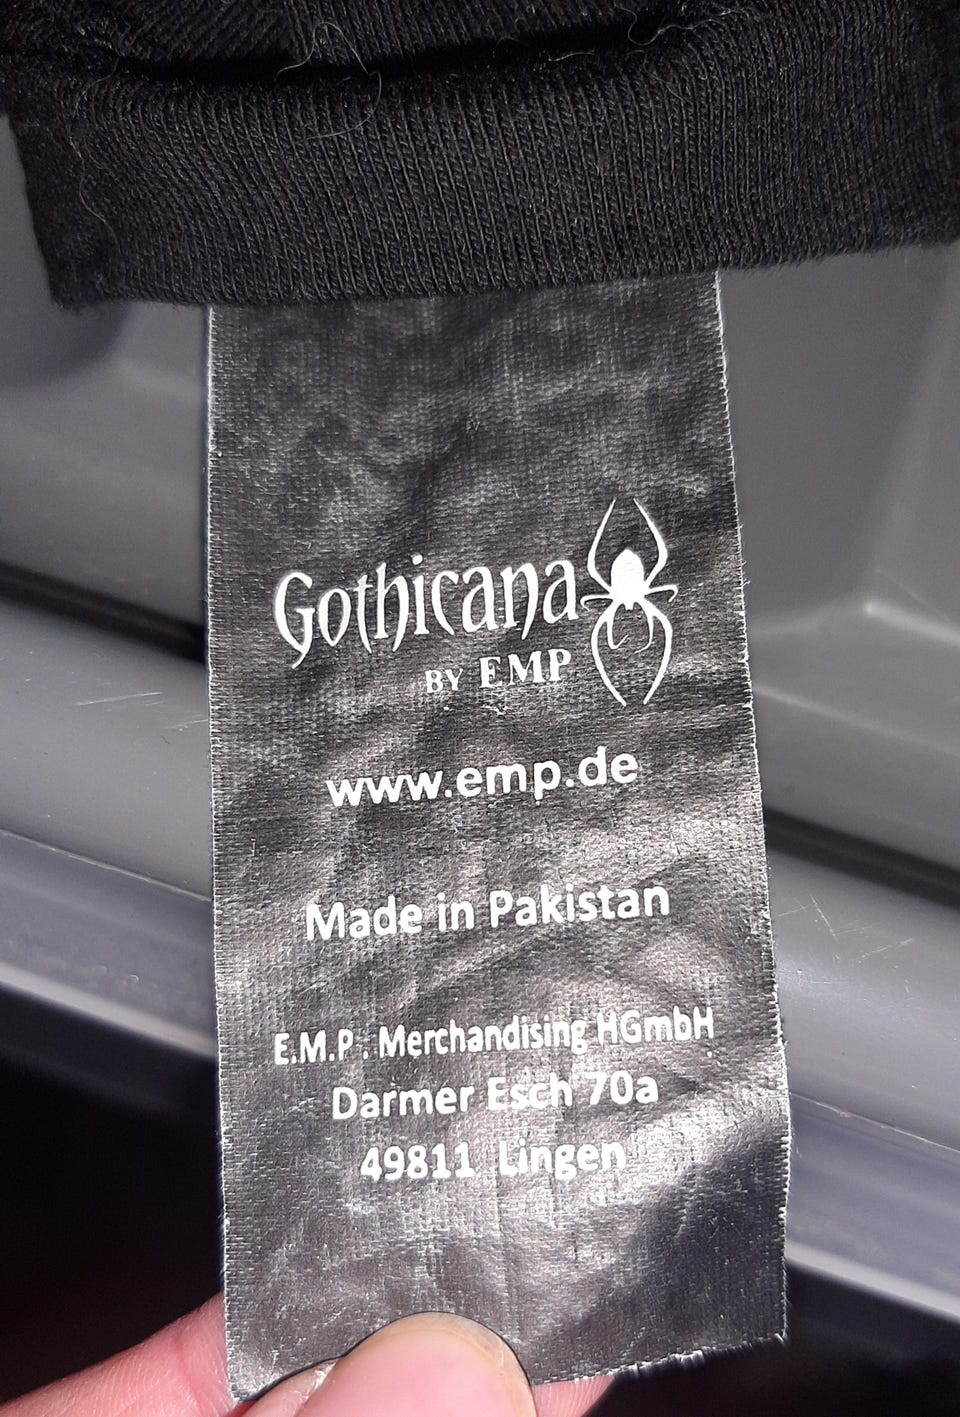 Gothicana
BY EMP
www.emp.de
Made in Pakistan
E.M.P . Merchandising HGmbH
Darmer Esch 70a
49811 Lingen